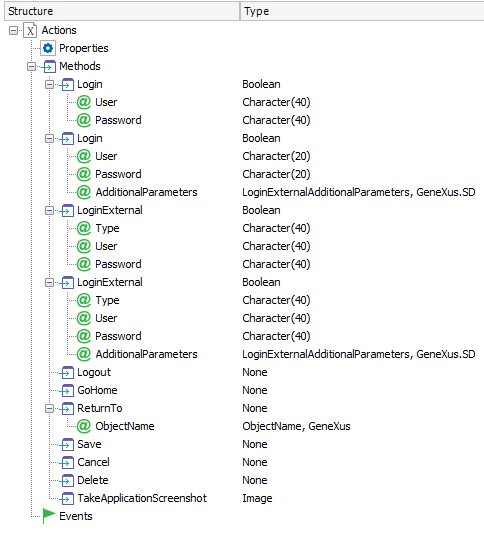 Structure Type
Actions
Properties
Methods
Login Boolean
User Character(40)
Password Character(40)
Login Boolean
User Character(20)
Password Character(20)
AdditionalParameters LoginExternalAdditionalParameters, GeneXus.SD
LoginExternal Boolean
Type Character(40)
User Character(40)
Password Character(40)
LoginExternal Boolean
Type Character(40)
User Character(40)
Password Character(40)
AdditionalParameters LoginExternalAdditionalParameters, GeneXus.SD
Logout None
GoHome None
ReturnTo None
ObjectName ObjectName, GeneXus
Save None
Cancel None
Delete None
TakeApplicationScreenshot Image
Events